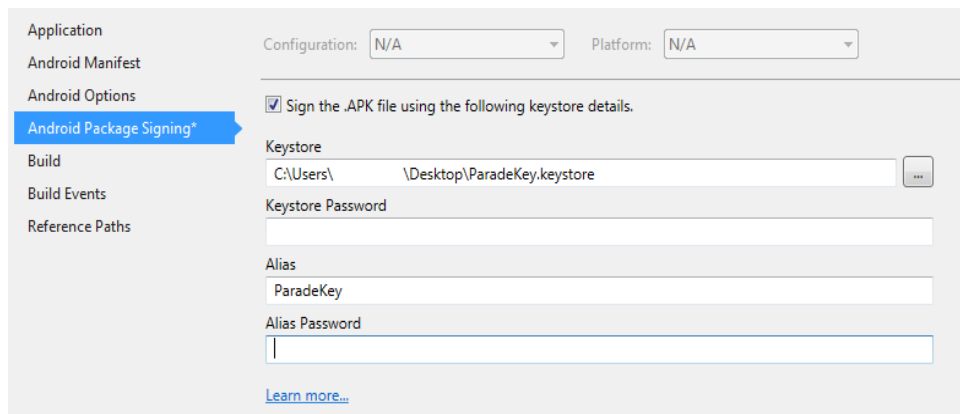 Application
Android Manifest
Android Options
Android Package Signing*
Build
Build Events
Reference Paths
Configuration: N/A Platform: N/A
Sign the .APK file using the following keystore details.
Keystore
C:\Users\ \Desktop\ParadeKey.keystore
...
Keystore Password
Alias
ParadeKey
Alias Password
Learn more...